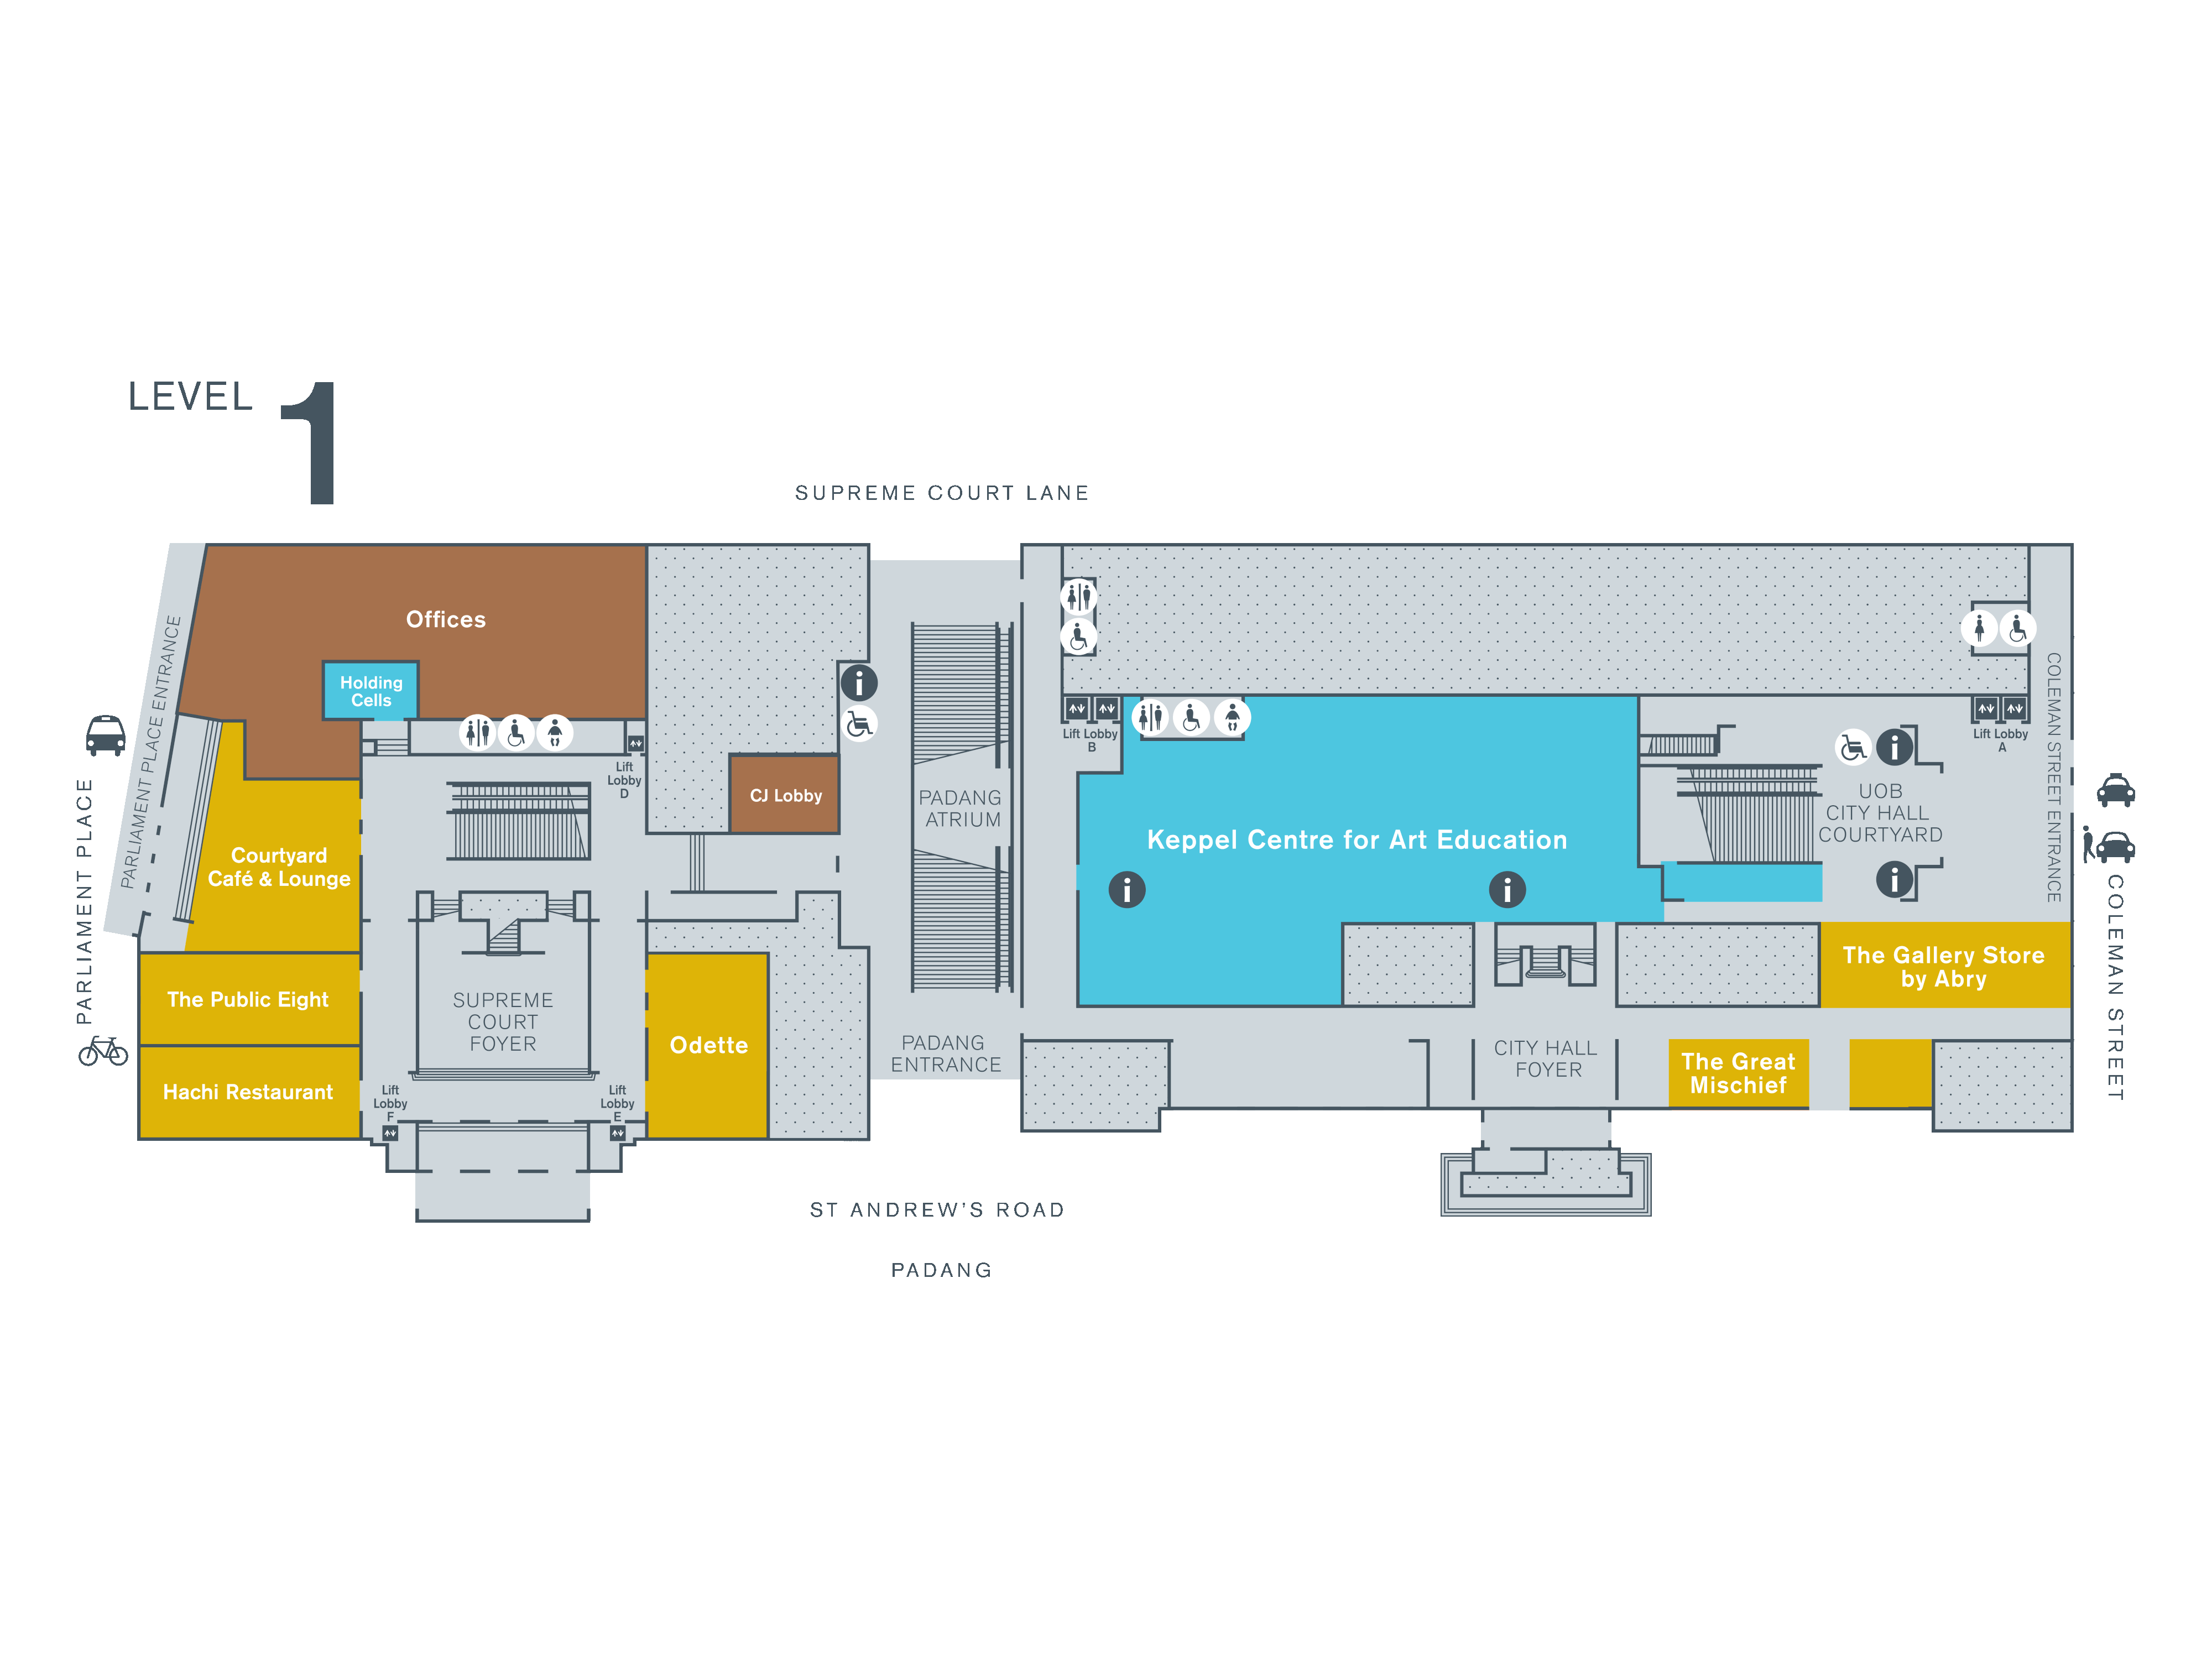 LEVEL 1
SUPREME COURT LANE
Offices
Holding
Cells
PARLIAMENT PLACE ENTRANCE
PARLIAMENT PLACE
Lift
Lobby
D
CJ Lobby
Courtyard
Café & Lounge
The Public Eight
Hachi Restaurant
SUPREME
COURT
FOYER
Lift
Lobby
F
Lift
Lobby
E
Odette
PADANG
ATRIUM
PADANG
ENTRANCE
Lift Lobby
B
Keppel Centre for Art Education
i
i
i
i
i
UOB
CITY HALL
COURTYARD
Lift Lobby
A
COLEMAN STREET ENTRANCE
COLEMAN STREET
The Gallery Store
by Abry
CITY HALL
FOYER
The Great
Mischief
ST ANDREW'S ROAD
PADANG